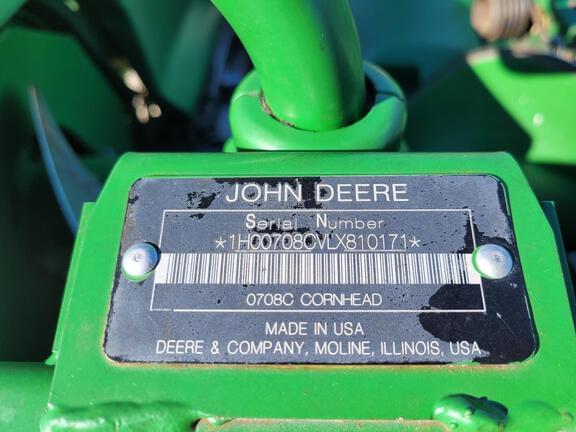 JOHN DEERE
Serial Number
*1H00708CVLX810171*
0708C CORNHEAD
MADE IN USA
DEERE & COMPANY, MOLINE, ILLINOIS, USA